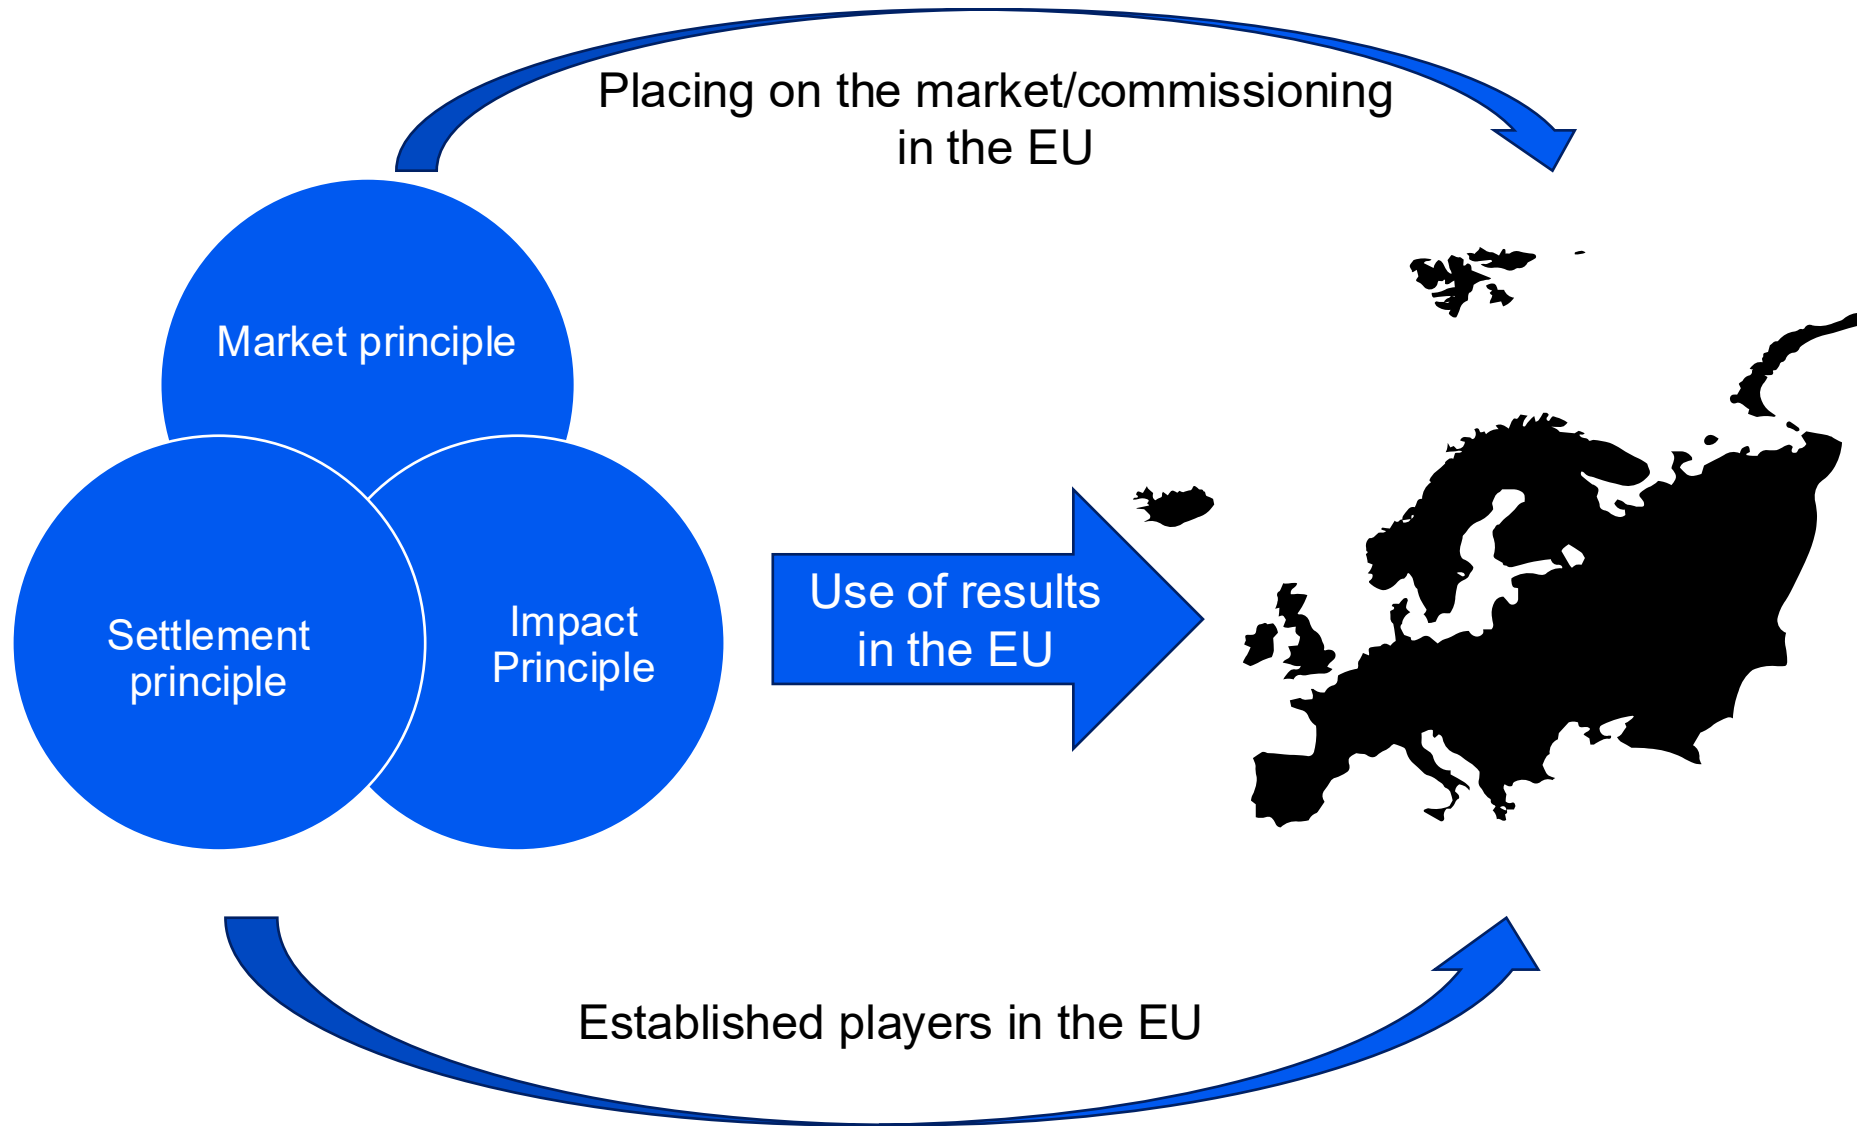 Placing on the market/commissioning
in the EU
Market principle
Settlement
principle
Impact
Principle
Use of results
in the EU
Established players in the EU